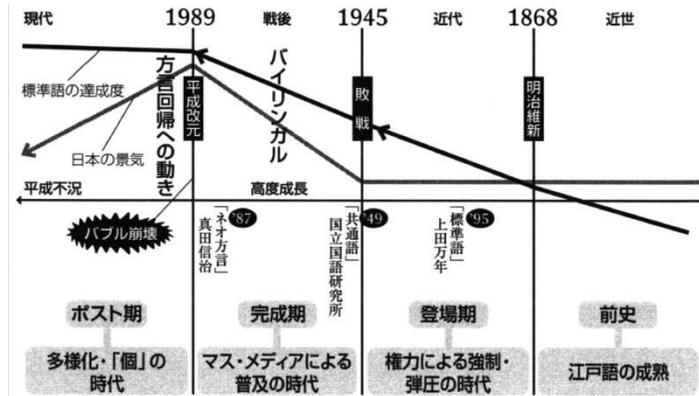 現代
1989
戦後
1945
近代
1868
近世
標準語の達成度
日本の景気
方言回帰への動き
平成改元
バイリンガル
敗戦
明治維新
平成不況
高度成長
バブル崩壊
'87
「ネオ方言」
真田信治
'49
「共通語」
国立国語研究所
'95
「標準語」
上田万年
ポスト期
完成期
登場期
前史
多様化・「個」の
時代
マス・メディアによる
普及の時代
権力による強制・
弾圧の時代
江戸語の成熟